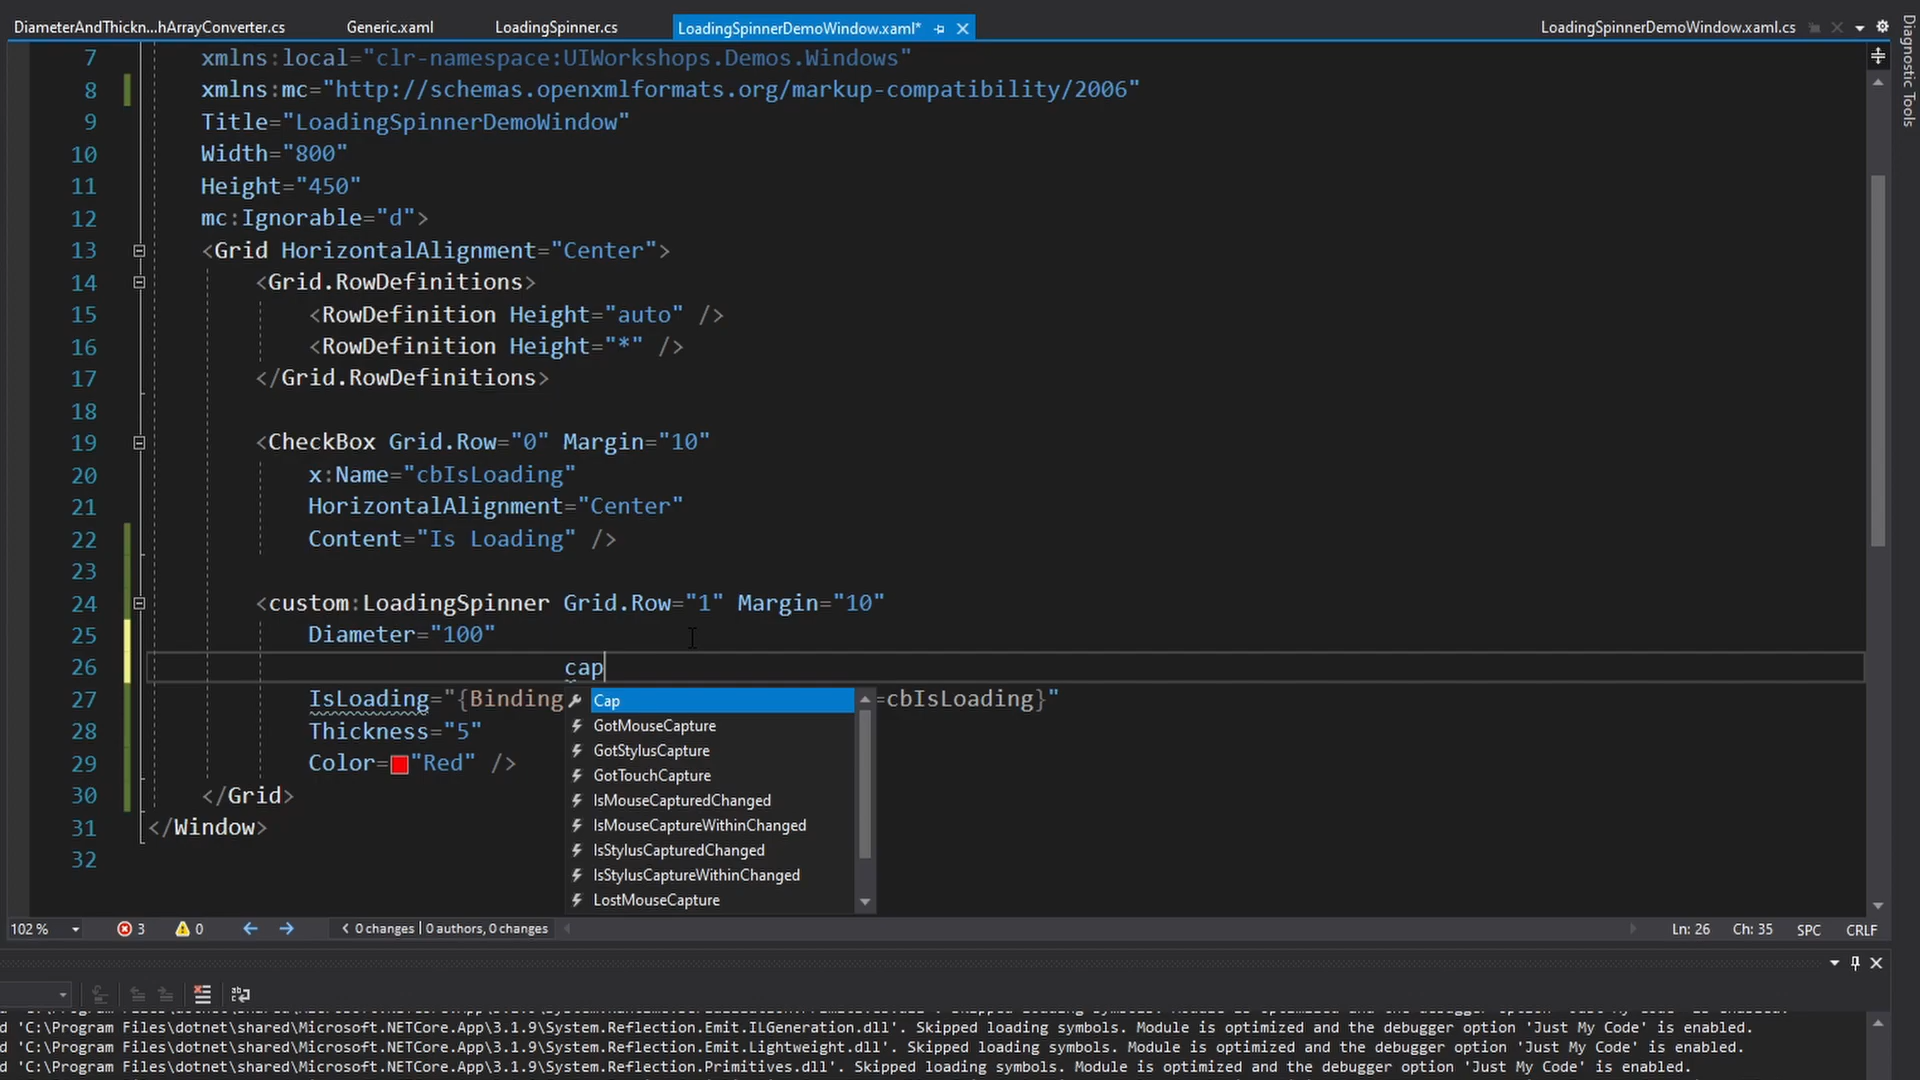 DiameterAndThickn...hArrayConverter.cs
Generic.xaml
LoadingSpinner.cs
LoadingSpinnerDemoWindow.xaml*
LoadingSpinnerDemoWindow.xaml.cs
Diagnostic Tools
7 xmlns:local="clr-namespace:UIWorkshops.Demos.Windows"
8 xmlns:mc="http://schemas.openxmlformats.org/markup-compatibility/2006"
9 Title="LoadingSpinnerDemoWindow"
10 Width="800"
11 Height="450"
12 mc:Ignorable="d">
13 <Grid HorizontalAlignment="Center">
14 <Grid.RowDefinitions>
15 <RowDefinition Height="auto" />
16 <RowDefinition Height="*" />
17 </Grid.RowDefinitions>
18
19 <CheckBox Grid.Row="0" Margin="10"
20 x:Name="cbIsLoading"
21 HorizontalAlignment="Center"
22 Content="Is Loading" />
23
24 <custom:LoadingSpinner Grid.Row="1" Margin="10"
25 Diameter="100"
26 cap
27 IsLoading="{Binding =cbIsLoading}"
28 Thickness="5"
29 Color="Red" />
30 </Grid>
31 </Window>
32
Cap
GotMouseCapture
GotStylusCapture
GotTouchCapture
IsMouseCapturedChanged
IsMouseCaptureWithinChanged
IsStylusCapturedChanged
IsStylusCaptureWithinChanged
LostMouseCapture
102 % 3 0 0 changes | 0 authors, 0 changes Ln: 26 Ch: 35 SPC CRLF
d 'C:\Program Files\dotnet\shared\Microsoft.NETCore.App\3.1.9\System.Reflection.Emit.ILGeneration.dll'. Skipped loading symbols. Module is optimized and the debugger option 'Just My Code' is enabled.
d 'C:\Program Files\dotnet\shared\Microsoft.NETCore.App\3.1.9\System.Reflection.Emit.Lightweight.dll'. Skipped loading symbols. Module is optimized and the debugger option 'Just My Code' is enabled.
d 'C:\Program Files\dotnet\shared\Microsoft.NETCore.App\3.1.9\System.Reflection.Primitives.dll'. Skipped loading symbols. Module is optimized and the debugger option 'Just My Code' is enabled.